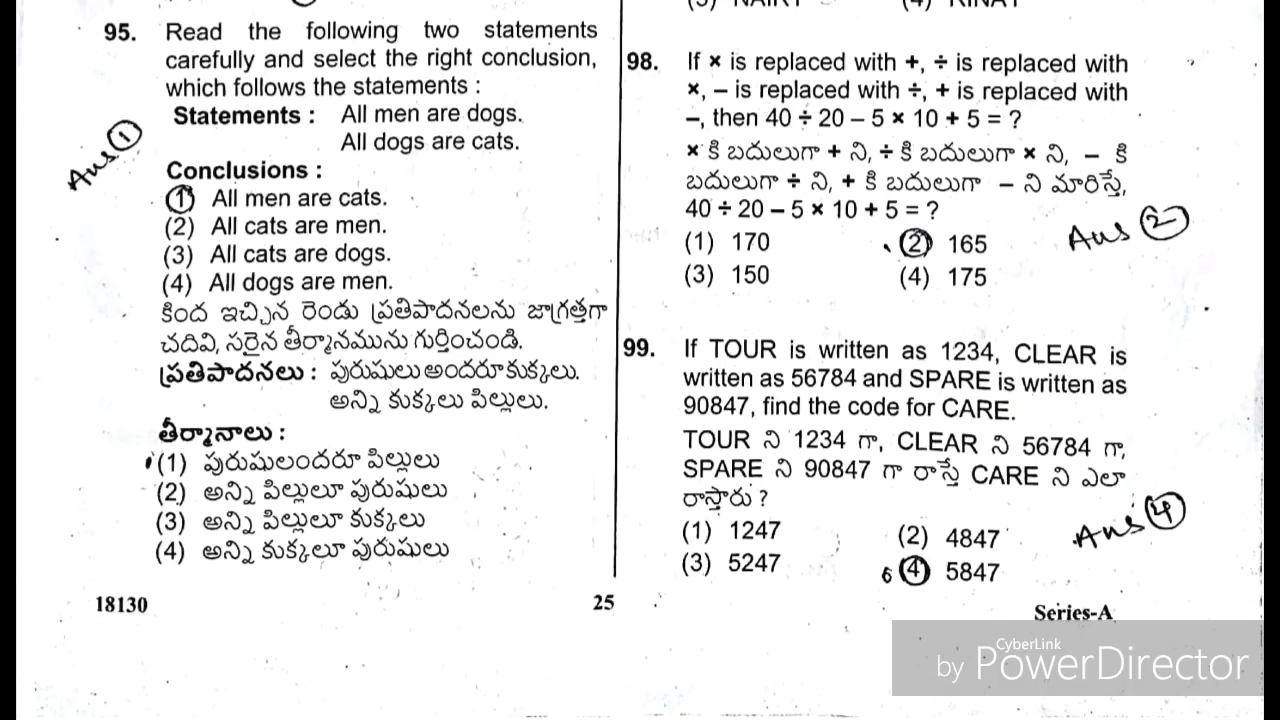 95. Read the following two statements
carefully and select the right conclusion,
which follows the statements :
Statements : All men are dogs.
All dogs are cats.
Ans 1
Conclusions :
(1) All men are cats.
(2) All cats are men.
(3) All cats are dogs.
(4) All dogs are men.
కింద ఇచ్చిన రెండు ప్రతిపాదనలను జాగ్రత్తగా
చదివి, సరైన తీర్మానమును గుర్తించండి.
ప్రతిపాదనలు : పురుషులు అందరూ కుక్కలు.
అన్ని కుక్కలు పిల్లులు.
తీర్మానాలు :
(1) పురుషులందరూ పిల్లులు
(2) అన్ని పిల్లులూ పురుషులు
(3) అన్ని పిల్లులూ కుక్కలు
(4) అన్ని కుక్కలూ పురుషులు
18130
25
98. If × is replaced with +, ÷ is replaced with
×, – is replaced with ÷, + is replaced with
–, then 40 ÷ 20 – 5 × 10 + 5 = ?
× కి బదులుగా + ని, ÷ కి బదులుగా × ని, – కి
బదులుగా ÷ ని, + కి బదులుగా – ని మారిస్తే,
40 ÷ 20 – 5 × 10 + 5 = ?
(1) 170 (2) 165
(3) 150 (4) 175
Ans 2
99. If TOUR is written as 1234, CLEAR is
written as 56784 and SPARE is written as
90847, find the code for CARE.
TOUR ని 1234 గా, CLEAR ని 56784 గా,
SPARE ని 90847 గా రాస్తే CARE ని ఎలా
రాస్తారు ?
(1) 1247 (2) 4847
(3) 5247 (4) 5847
Ans 4
Series-A
CyberLink
by PowerDirector